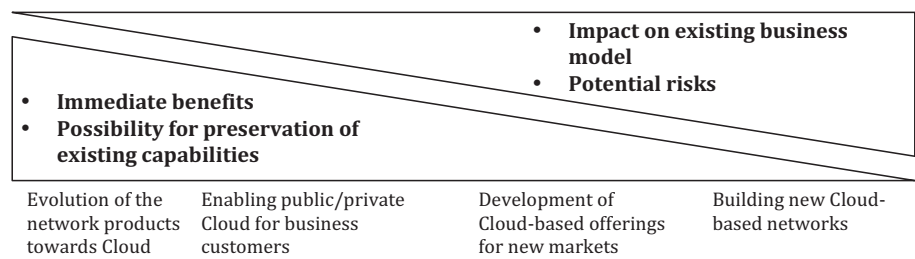 • Impact on existing business
model
• Potential risks
• Immediate benefits
• Possibility for preservation of
existing capabilities
Evolution of the
network products
towards Cloud
Enabling public/private
Cloud for business
customers
Development of
Cloud-based offerings
for new markets
Building new Cloud-
based networks